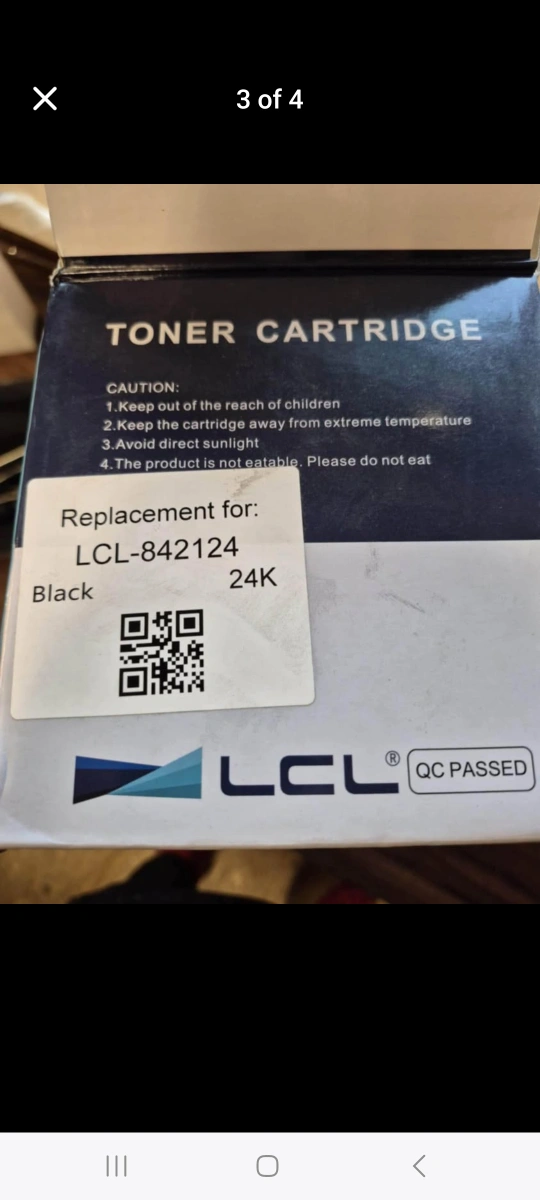 3 of 4
TONER CARTRIDGE
CAUTION:
1.Keep out of the reach of children
2.Keep the cartridge away from extreme temperature
3.Avoid direct sunlight
4.The product is not eatable. Please do not eat
Replacement for:
LCL-842124
Black 24K
LCL® QC PASSED